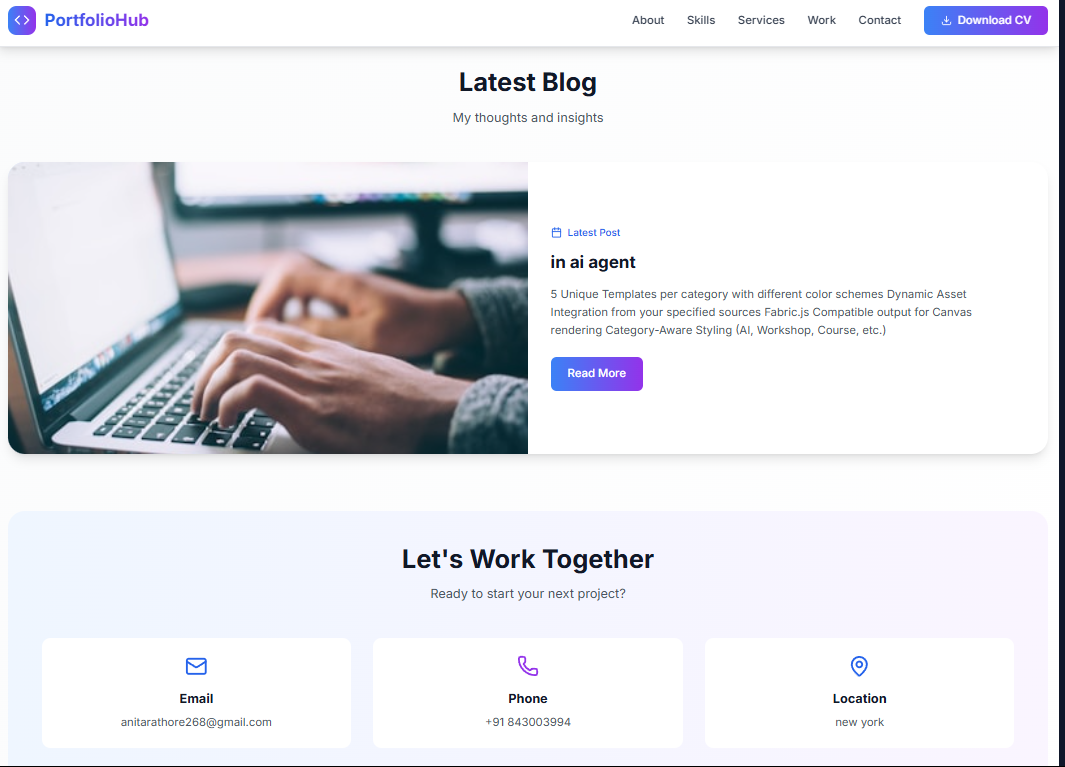 PortfolioHub
About
Skills
Services
Work
Contact
Download CV
Latest Blog
My thoughts and insights
Latest Post
in ai agent
5 Unique Templates per category with different color schemes Dynamic Asset
Integration from your specified sources Fabric.js Compatible output for Canvas
rendering Category-Aware Styling (AI, Workshop, Course, etc.)
Read More
Let's Work Together
Ready to start your next project?
Email
anitarathore268@gmail.com
Phone
+91 843003994
Location
new york